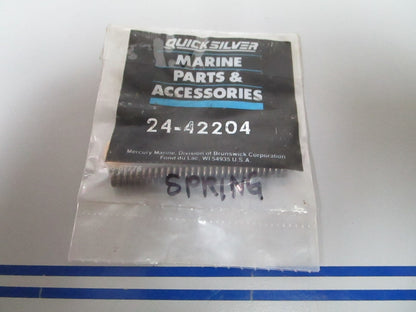 QUICKSILVER
MARINE
PARTS &
ACCESSORIES
24-42204
Mercury Marine, Division of Brunswick Corporation
Fond du Lac, WI 54935 U.S.A.
SPRING